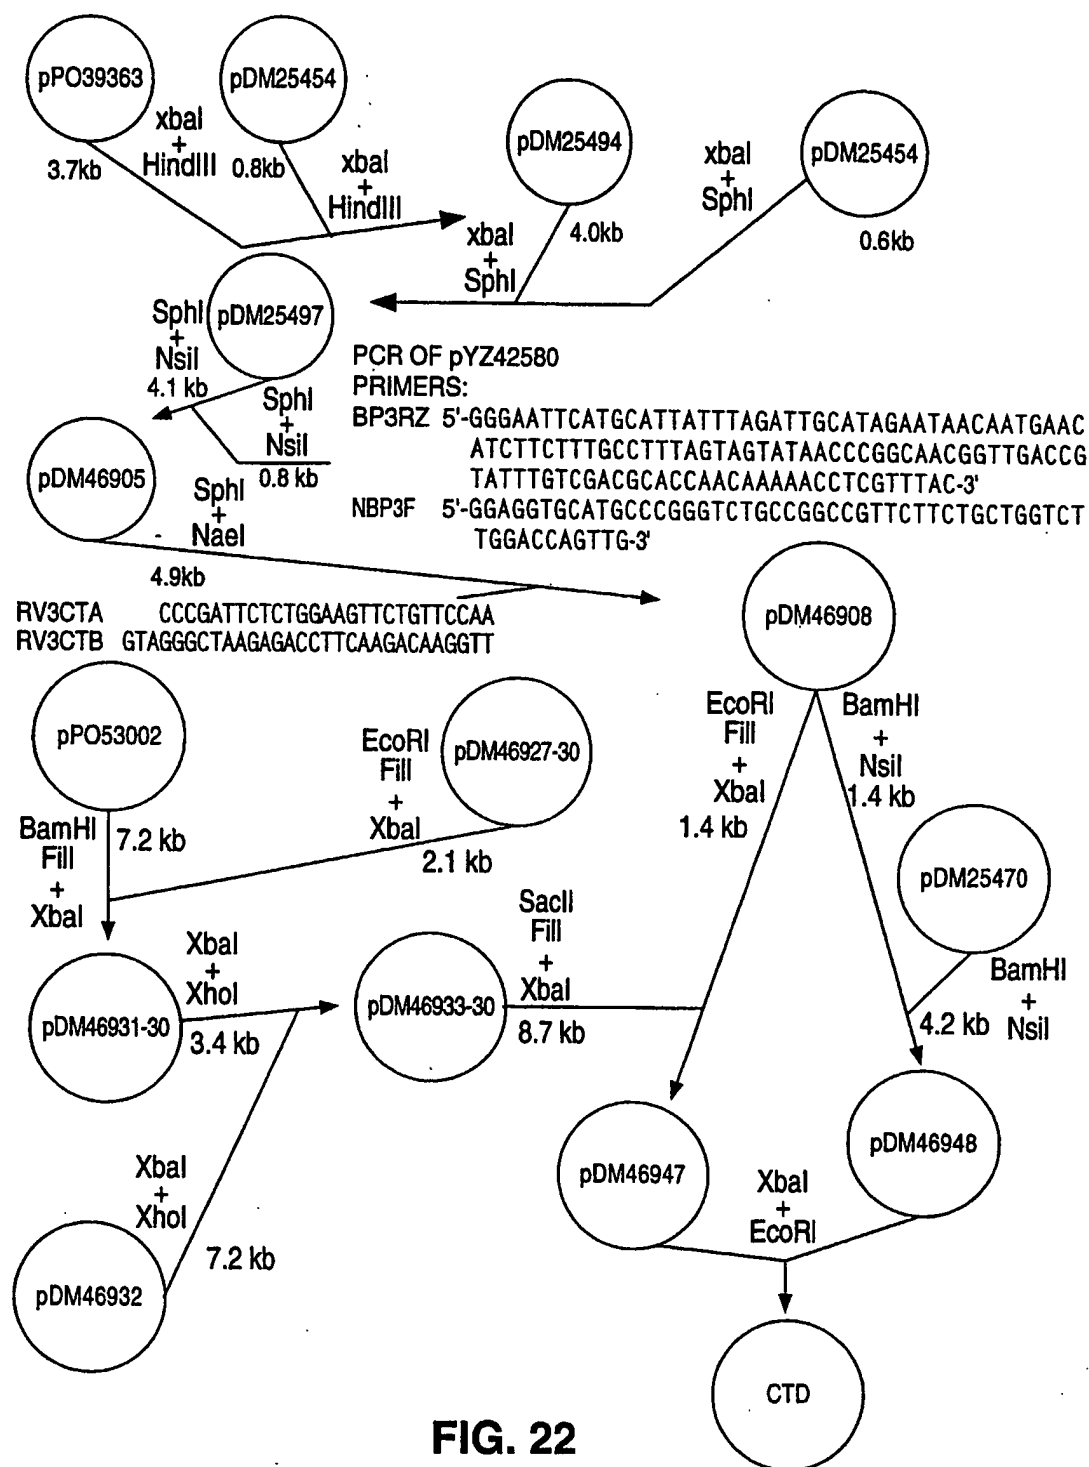 pPO39363
pDM25454
xbaI
+
HindIII
3.7kb
0.8kb
xbaI
+
HindIII
pDM25494
xbaI
+
SphI
pDM25454
4.0kb
0.6kb
xbaI
+
SphI
pDM25497
SphI
+
NsiI
4.1 kb
SphI
+
NsiI
0.8 kb
PCR OF pYZ42580
PRIMERS:
BP3RZ 5'-GGGAATTCATGCATTATTTAGATTGCATAGAATAACAATGAAC
ATCTTCTTTGCCTTTAGTAGTATAACCCGGCAACGGTTGACCG
TATTTGTCGACGCACCAACAAAAACCTCGTTTAC-3'
NBP3F 5'-GGAGGTGCATGCCCGGGTCTGCCGGCCGTTCTTCTGCTGGTCT
TGGACCAGTTG-3'
pDM46905
SphI
+
NaeI
4.9kb
RV3CTA CCCGATTCTCTGGAAGTTCTGTTCCAA
RV3CTB GTAGGGCTAAGAGACCTTCAAGACAAGGTT
pDM46908
pPO53002
EcoRI
Fill
+
XbaI
pDM46927-30
EcoRI
Fill
+
XbaI
1.4 kb
BamHI
+
NsiI
1.4 kb
BamHI
Fill
+
XbaI
7.2 kb
2.1 kb
pDM25470
BamHI
+
NsiI
4.2 kb
SacII
Fill
+
XbaI
8.7 kb
XbaI
+
XhoI
3.4 kb
pDM46931-30
pDM46933-30
XbaI
+
XhoI
7.2 kb
pDM46932
pDM46947
pDM46948
XbaI
+
EcoRI
CTD
FIG. 22